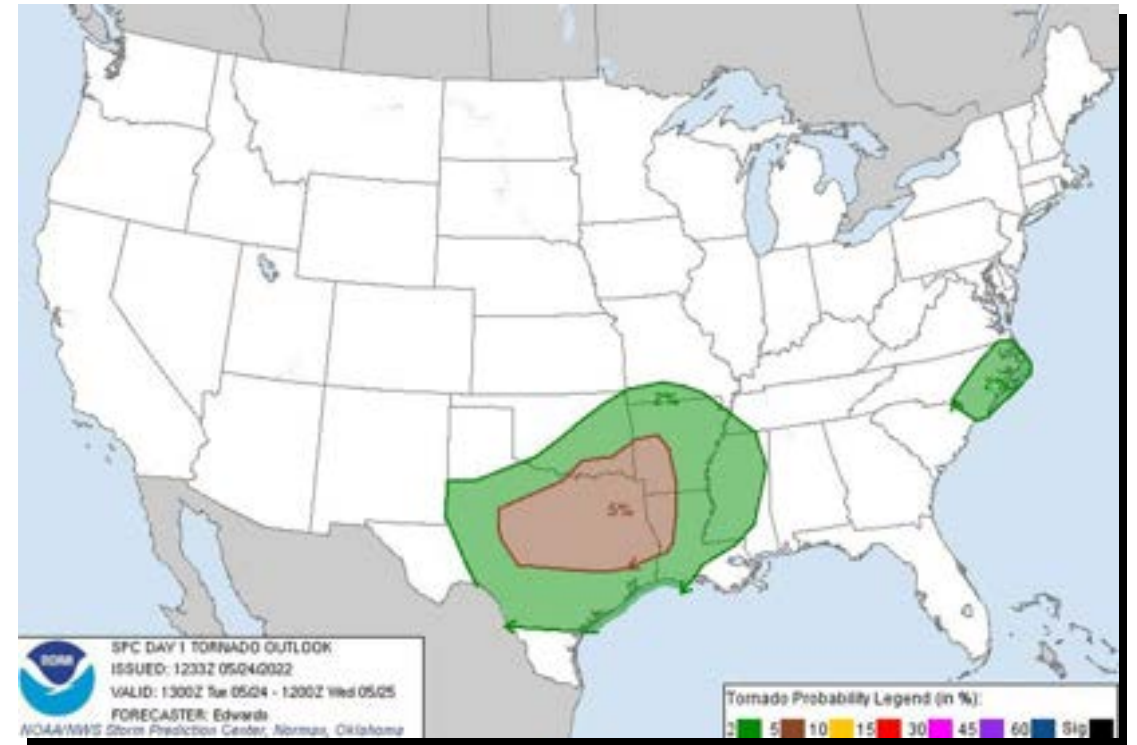 2%
2%
5%
NOAA
SPC DAY 1 TORNADO OUTLOOK
ISSUED: 1233Z 05/24/2022
VALID: 1300Z Tue 05/24 - 1200Z Wed 05/25
FORECASTER: Edwards
NOAA/NWS Storm Prediction Center, Norman, Oklahoma
Tornado Probability Legend (in %):
2 5 10 15 30 45 60 Sig